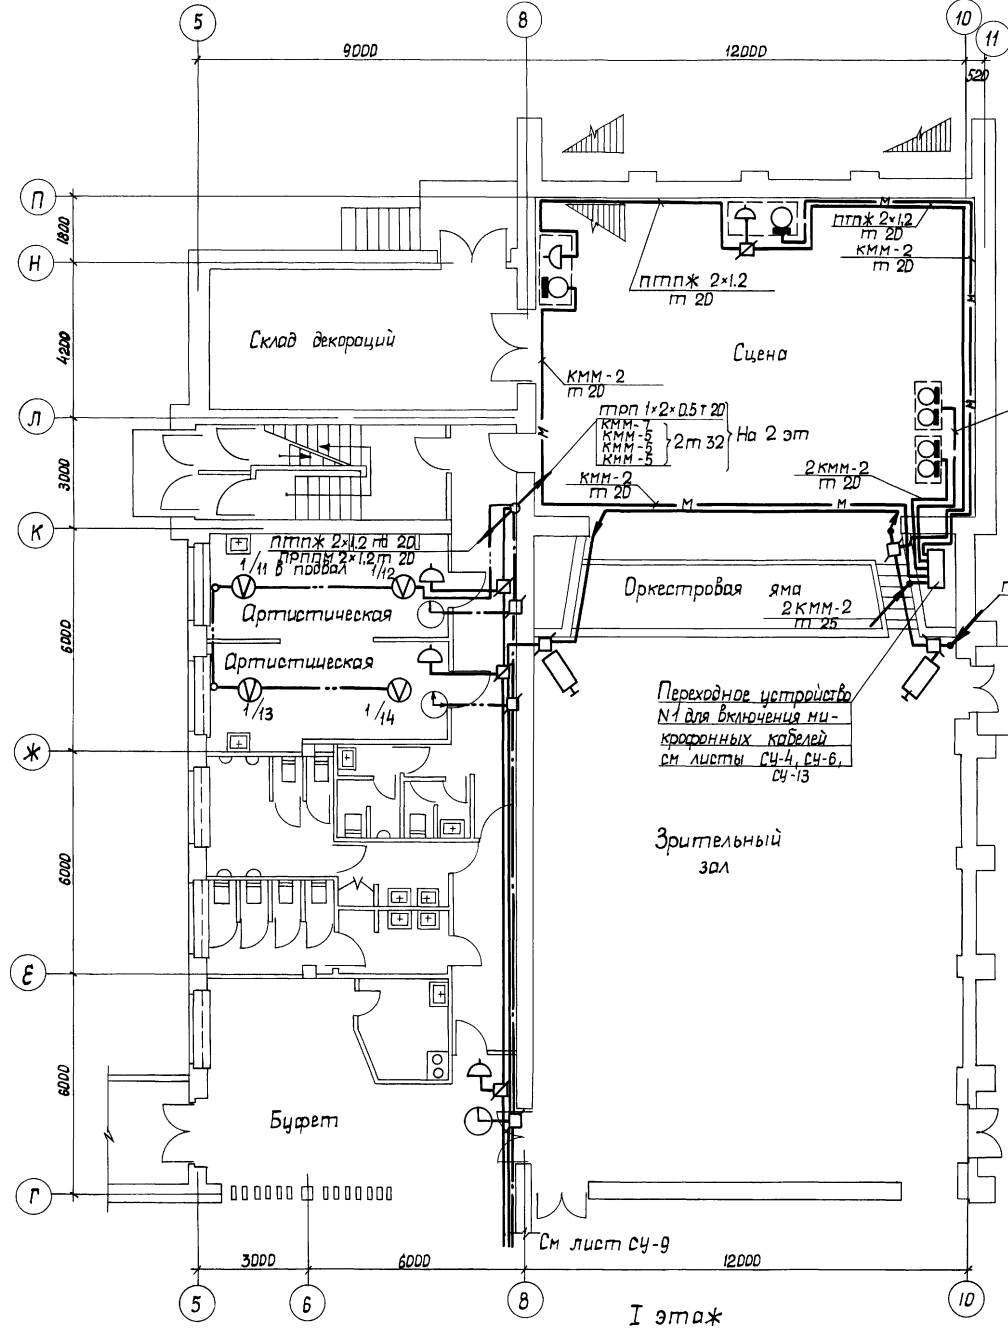 5
8
10
11
9000
12000
520
П
1800
Н
4200
Л
3000
К
6000
Ж
6000
Е
6000
Г
М
ПТПЖ 2×1,2
т 20
КММ-2
т 20
ПТПЖ 2×1.2
т 20
М
Склад декораций
Сцена
КММ-2
т 20
М
ТРП 1×2×0.5 т 20
КММ-7
КММ-5
КММ-5
КММ-5
2т 32
На 2 эт
КММ-2
т 20
2КММ-2
т 20
М
М
ПТПЖ 2×1.2 т 20
ПРППМ 2×1.2 т 20
1/11 в подвал 1/12
Артистическая
Оркестровая яма
2КММ-2
т 25
Артистическая
1/13
1/14
Переходное устройство
N1 для включения ми-
крофонных кабелей
см листы СУ-4, СУ-6,
СУ-13
Зрительный
зал
Буфет
См лист СУ-9
3000
6000
12000
5
6
8
10
I этаж